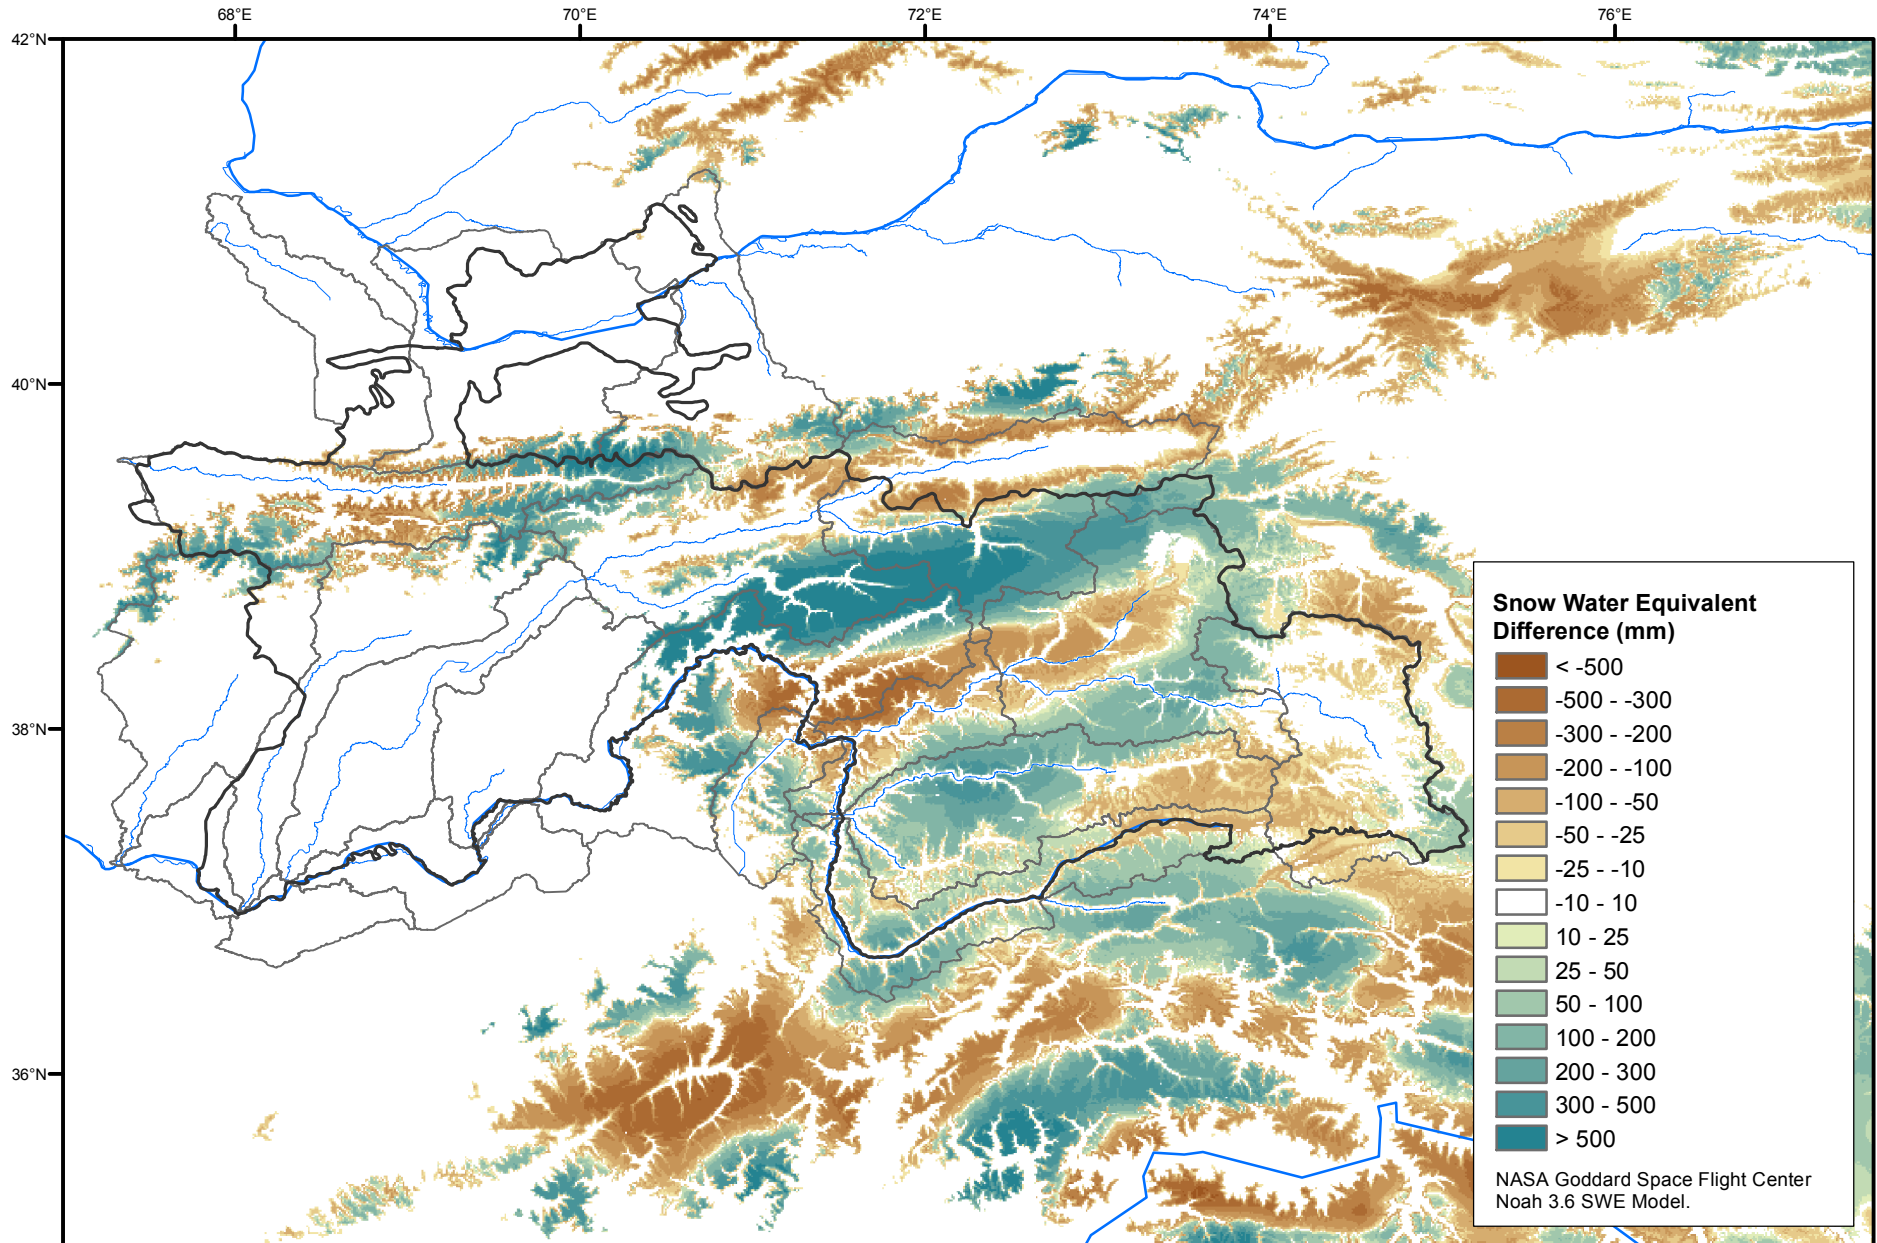 68°E
70°E
72°E
74°E
76°E
42°N
40°N
38°N
36°N
Snow Water Equivalent
Difference (mm)
< -500
-500 - -300
-300 - -200
-200 - -100
-100 - -50
-50 - -25
-25 - -10
-10 - 10
10 - 25
25 - 50
50 - 100
100 - 200
200 - 300
300 - 500
> 500
NASA Goddard Space Flight Center
Noah 3.6 SWE Model.